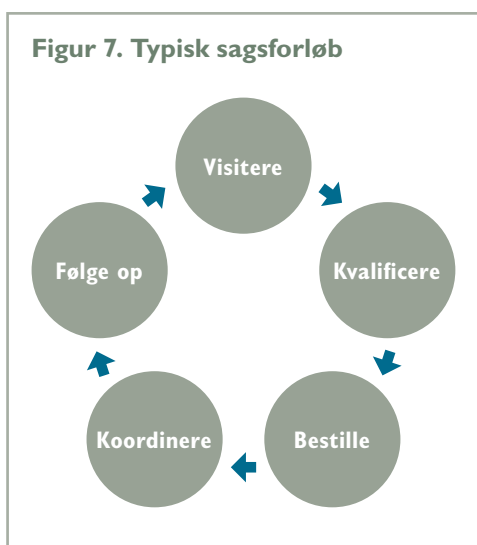 Figur 7. Typisk sagsforløb
Visitere
Kvalificere
Bestille
Koordinere
Følge op